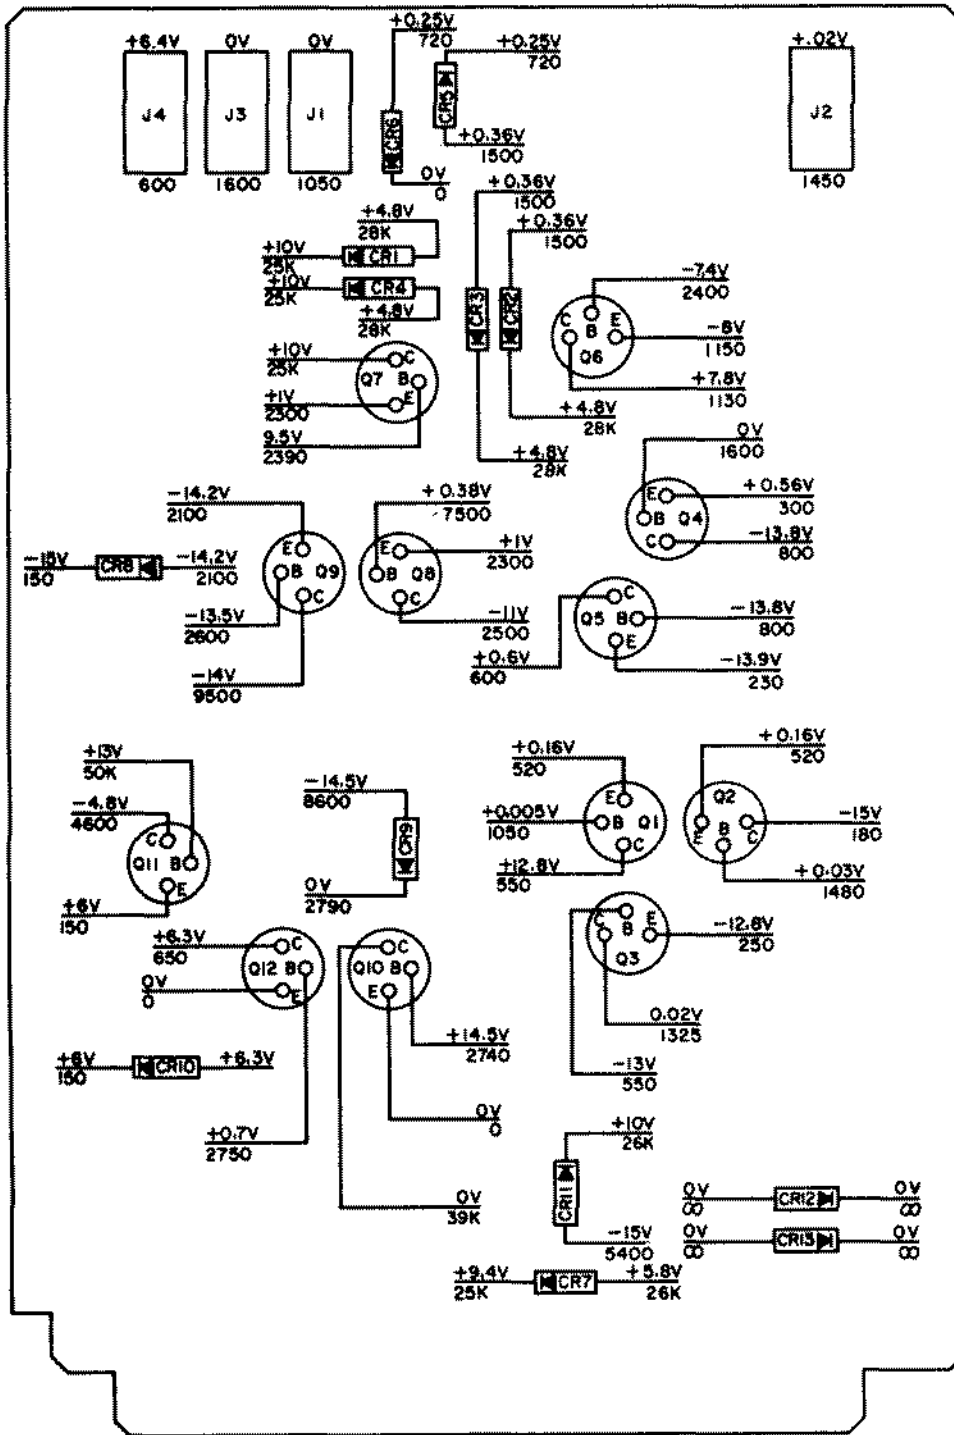 +0.25V
720
+0.25V
720
+6.4V
0V
0V
+.02V
J4
J3
J1
CR6
CR5
J2
+0.36V
1500
600
1600
1050
0V
0
1450
+0.36V
1500
+4.8V
28K
+0.36V
1500
+10V
25K
CR1
+10V
25K
CR4
+4.8V
28K
CR3
CR2
-7.4V
2400
C
B
E
Q6
-8V
1150
+10V
25K
C
Q7
B
E
+7.8V
1130
+1V
2300
+4.8V
28K
9.5V
2390
+4.8V
28K
0V
1600
-14.2V
2100
+0.38V
7500
+0.56V
300
E
B
Q4
C
-13.8V
800
-15V
150
CR8
-14.2V
2100
E
B
Q9
C
E
B
Q8
C
+1V
2300
-13.5V
2600
-11V
2500
C
Q5
B
E
-13.8V
800
-14V
9500
+0.6V
600
-13.9V
230
+13V
50K
-14.5V
8600
+0.16V
520
+0.16V
520
-4.8V
4600
C
Q11
B
E
CR9
+0.005V
1050
E
B
Q1
C
Q2
E
B
C
-15V
180
+12.8V
550
+0.03V
1480
+6V
150
0V
2790
C
B
E
Q3
-12.8V
250
+6.3V
650
C
Q12
B
E
C
Q10
B
E
0V
0
0.02V
1325
+14.5V
2740
+6V
150
CR10
+6.3V
-13V
550
0V
0
+0.7V
2750
+10V
26K
0V
39K
CR11
0V
∞
CR12
0V
∞
-15V
5400
0V
∞
CR13
0V
∞
+9.4V
25K
CR7
+5.8V
26K